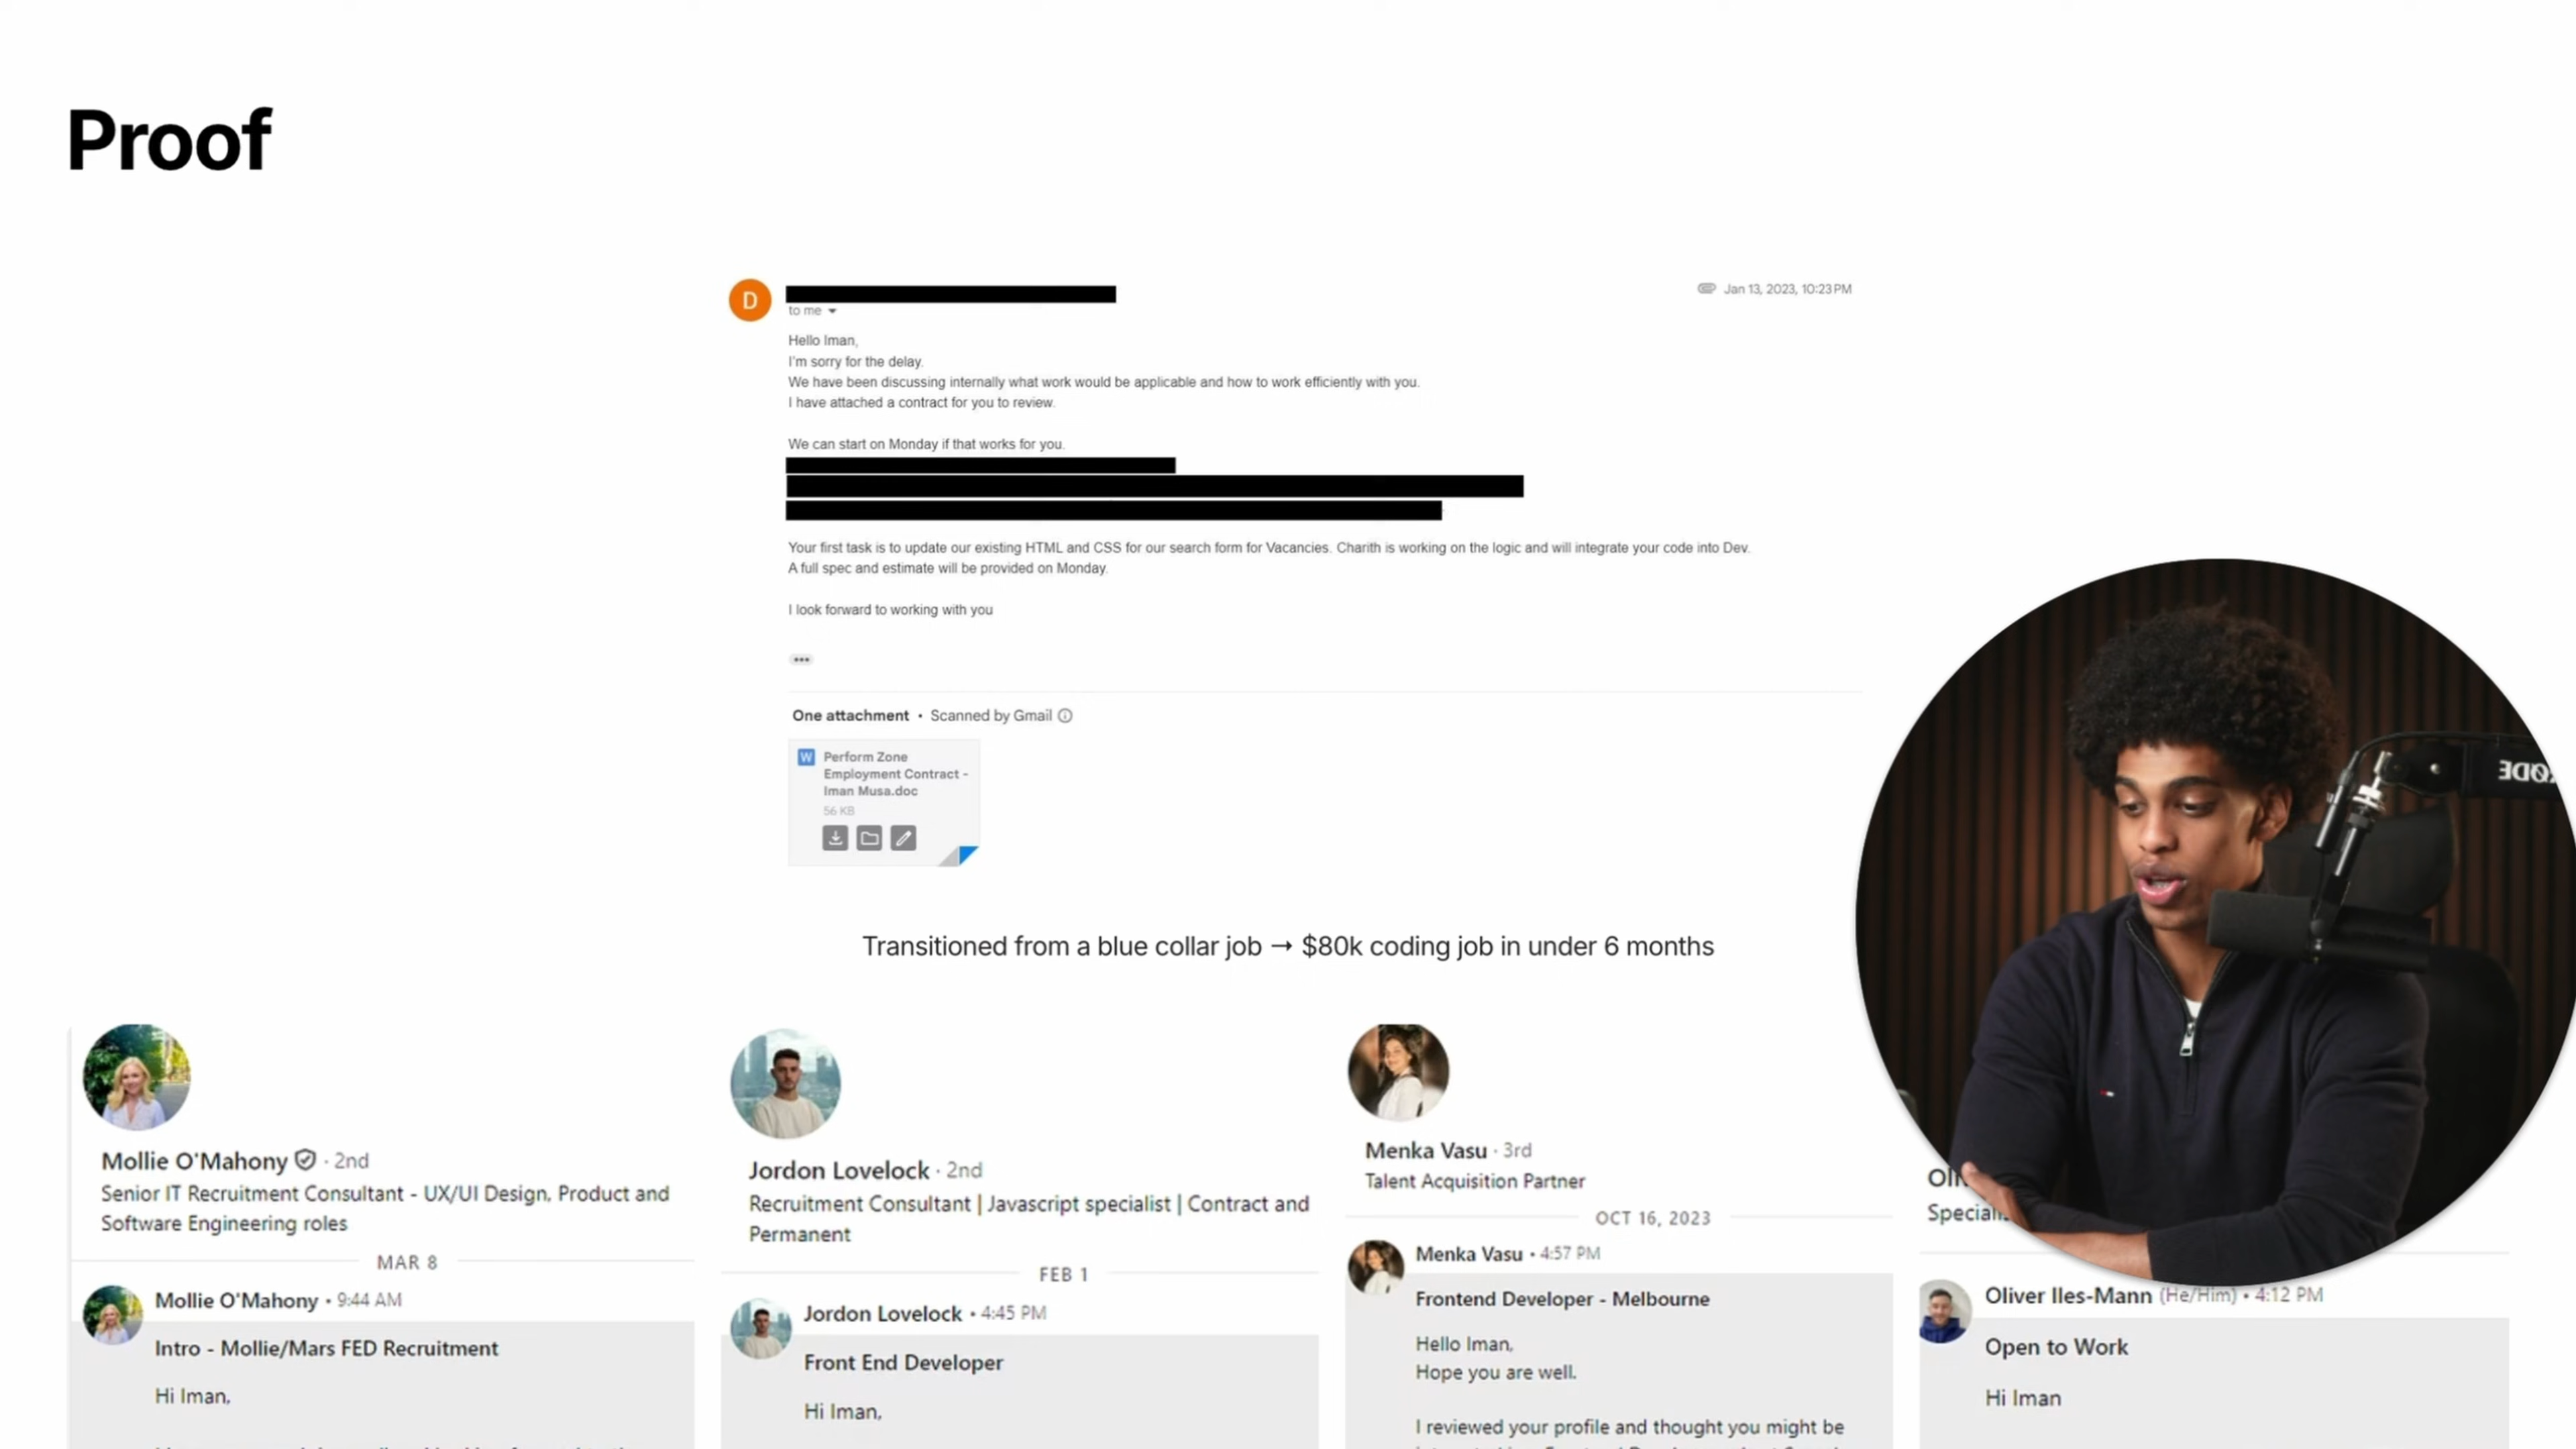 Proof
D
Jan 13, 2023, 10:23 PM
to me
Hello Iman,
I'm sorry for the delay.
We have been discussing internally what work would be applicable and how to work efficiently with you.
I have attached a contract for you to review.
We can start on Monday if that works for you.
Your first task is to update our existing HTML and CSS for our search form for Vacancies. Charith is working on the logic and will integrate your code into Dev.
A full spec and estimate will be provided on Monday.
I look forward to working with you
One attachment • Scanned by Gmail
W
Perform Zone
Employment Contract -
Iman Musa.doc
56 KB
RØDE
Transitioned from a blue collar job → $80k coding job in under 6 months
Mollie O'Mahony · 2nd
Senior IT Recruitment Consultant - UX/UI Design, Product and
Software Engineering roles
MAR 8
Mollie O'Mahony • 9:44 AM
Intro - Mollie/Mars FED Recruitment
Hi Iman,
Jordon Lovelock · 2nd
Recruitment Consultant | Javascript specialist | Contract and
Permanent
FEB 1
Jordon Lovelock • 4:45 PM
Front End Developer
Hi Iman,
Menka Vasu · 3rd
Talent Acquisition Partner
OCT 16, 2023
Menka Vasu • 4:57 PM
Frontend Developer - Melbourne
Hello Iman,
Hope you are well.
I reviewed your profile and thought you might be
Oliver Iles-Mann (He/Him) • 4:12 PM
Open to Work
Hi Iman